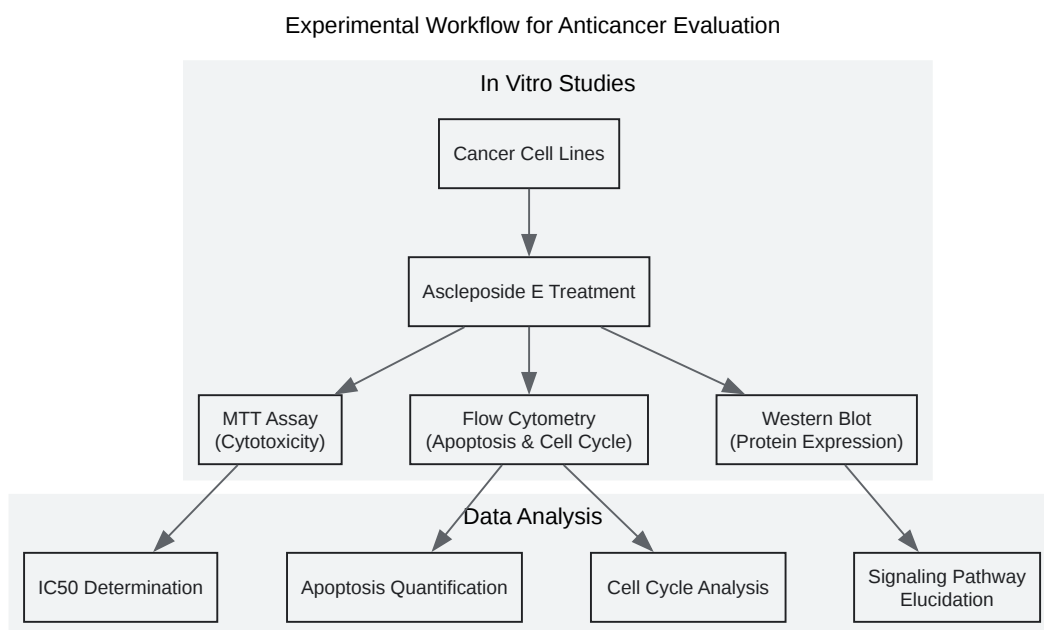 Experimental Workflow for Anticancer Evaluation
In Vitro Studies
Cancer Cell Lines
Ascleposide E Treatment
MTT Assay
(Cytotoxicity)
Flow Cytometry
(Apoptosis & Cell Cycle)
Western Blot
(Protein Expression)
Data Analysis
IC50 Determination
Apoptosis Quantification
Cell Cycle Analysis
Signaling Pathway
Elucidation